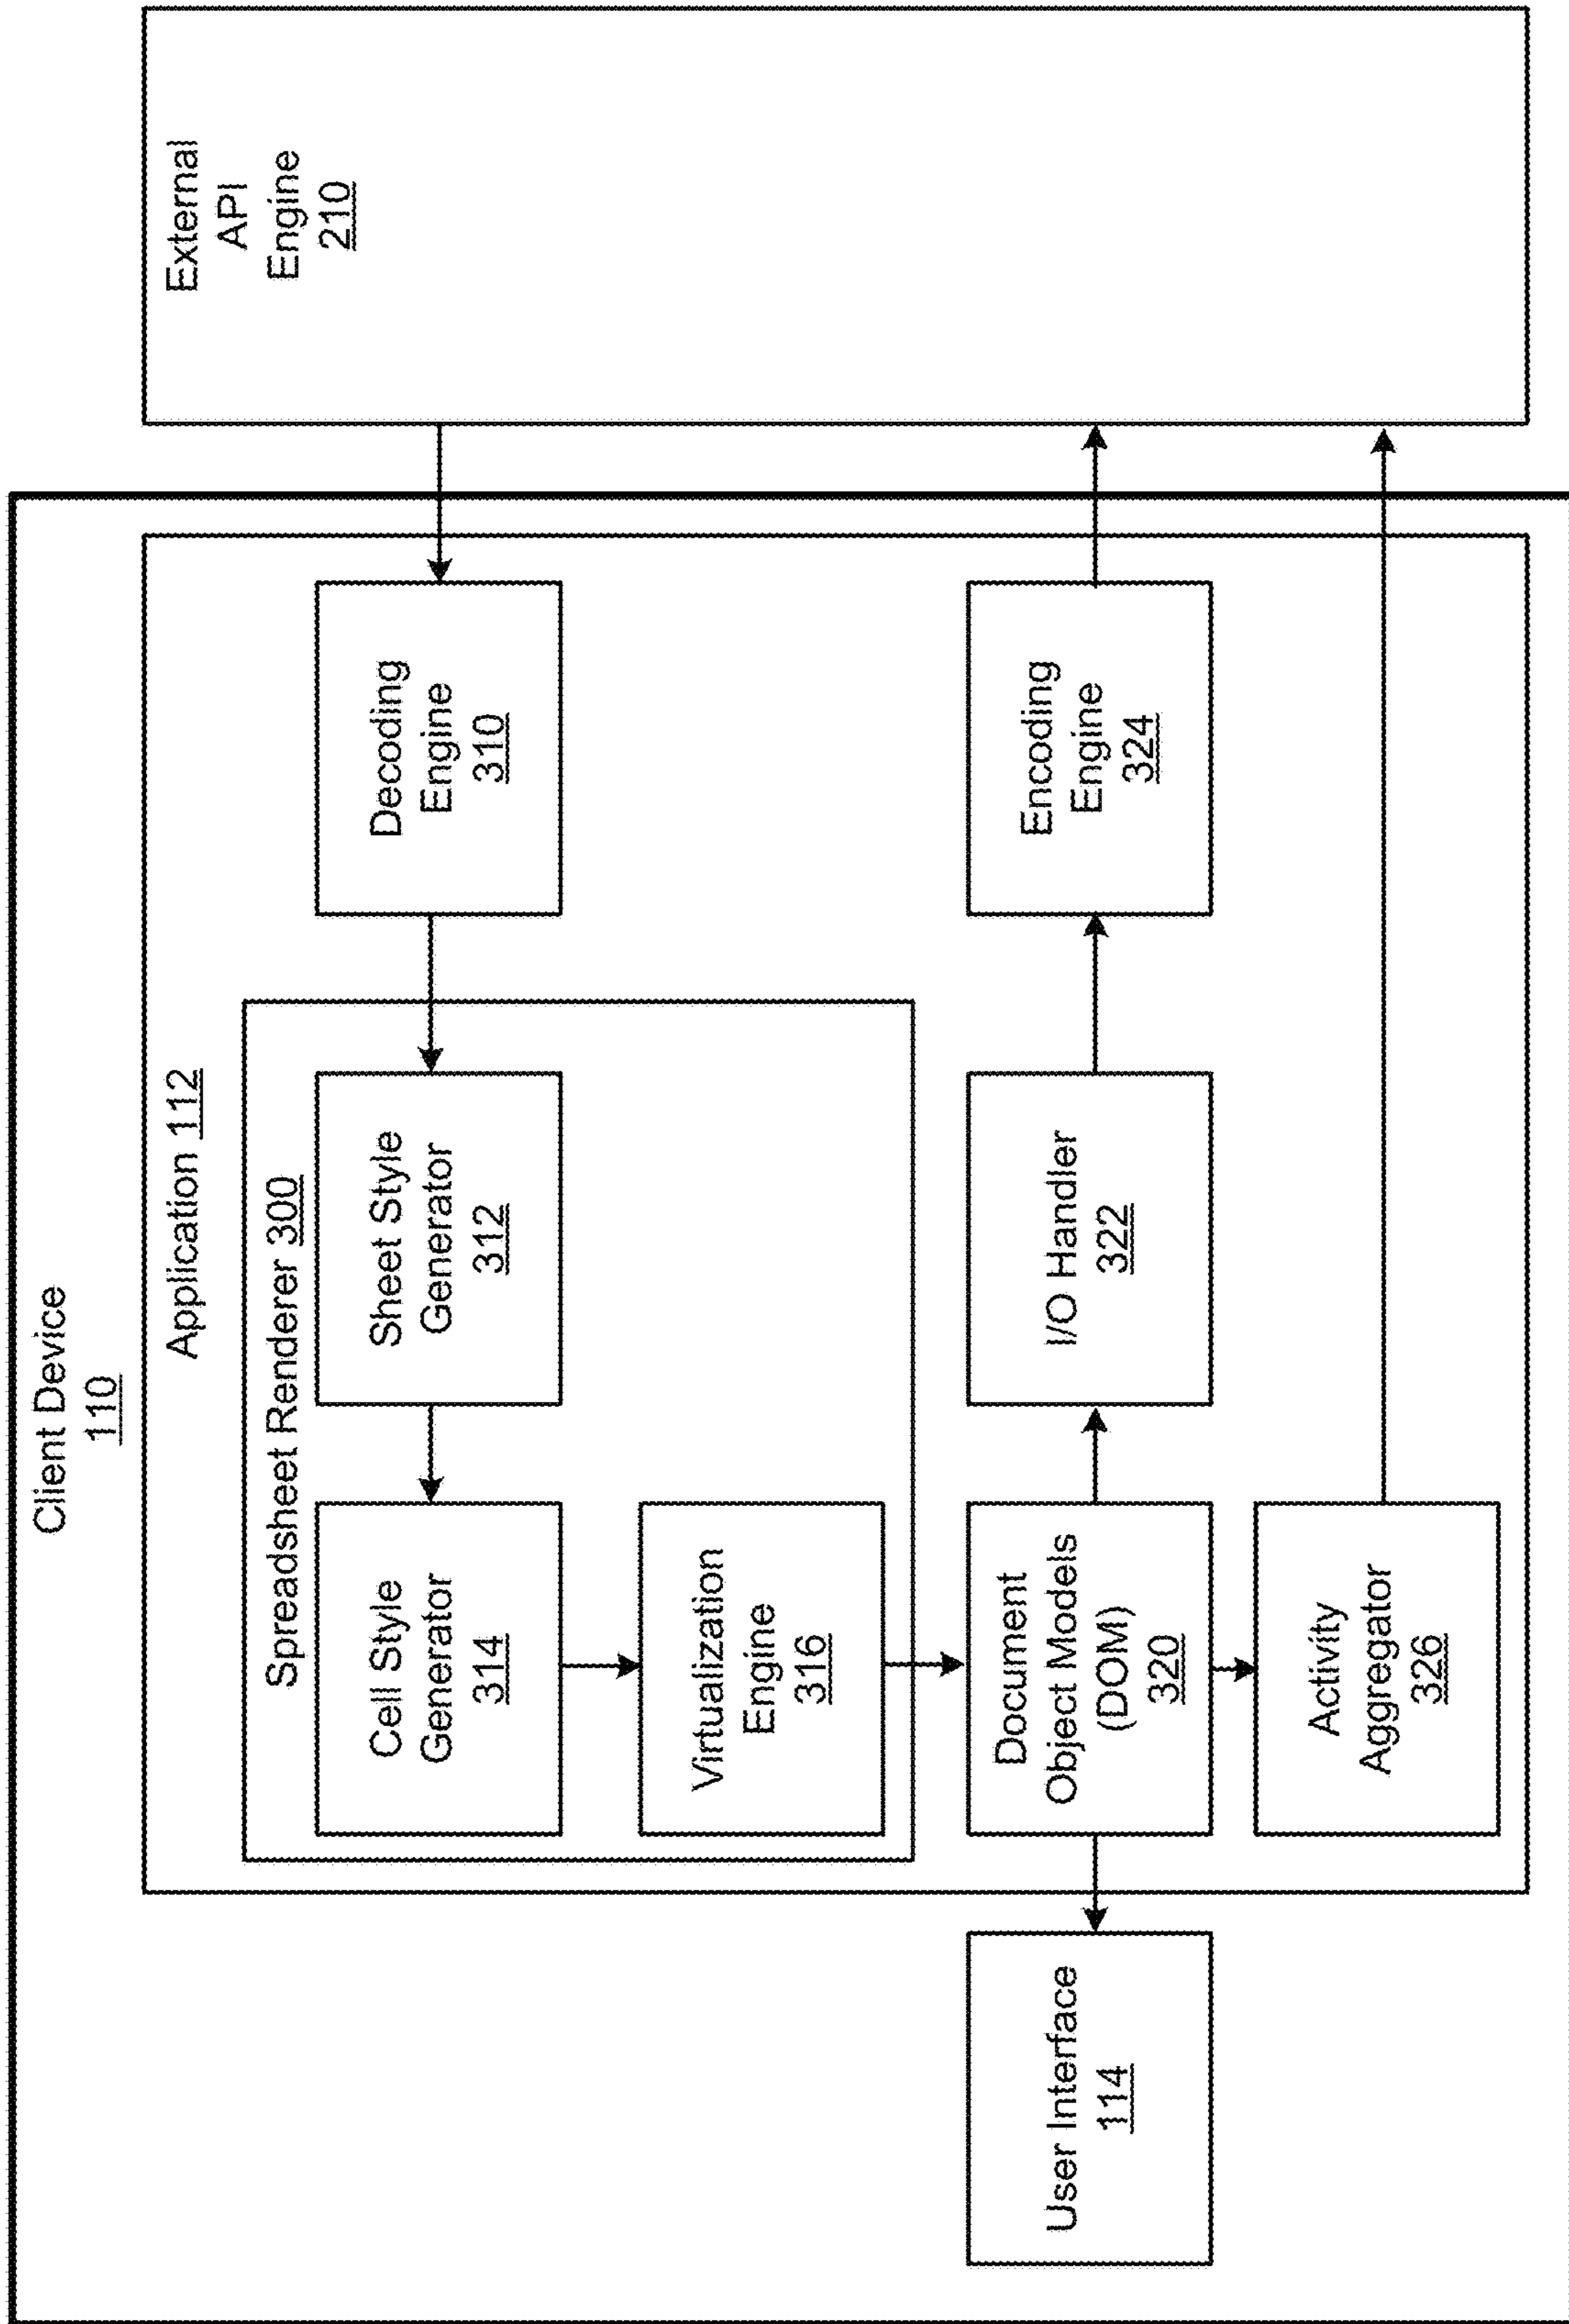 Client Device
110
Application 112
Spreadsheet Renderer 300
Cell Style
Generator
314
Sheet Style
Generator
312
Decoding
Engine
310
External
API
Engine
210
Virtualization
Engine
316
User Interface
114
Document
Object Models
(DOM)
320
I/O Handler
322
Encoding
Engine
324
Activity
Aggregator
326